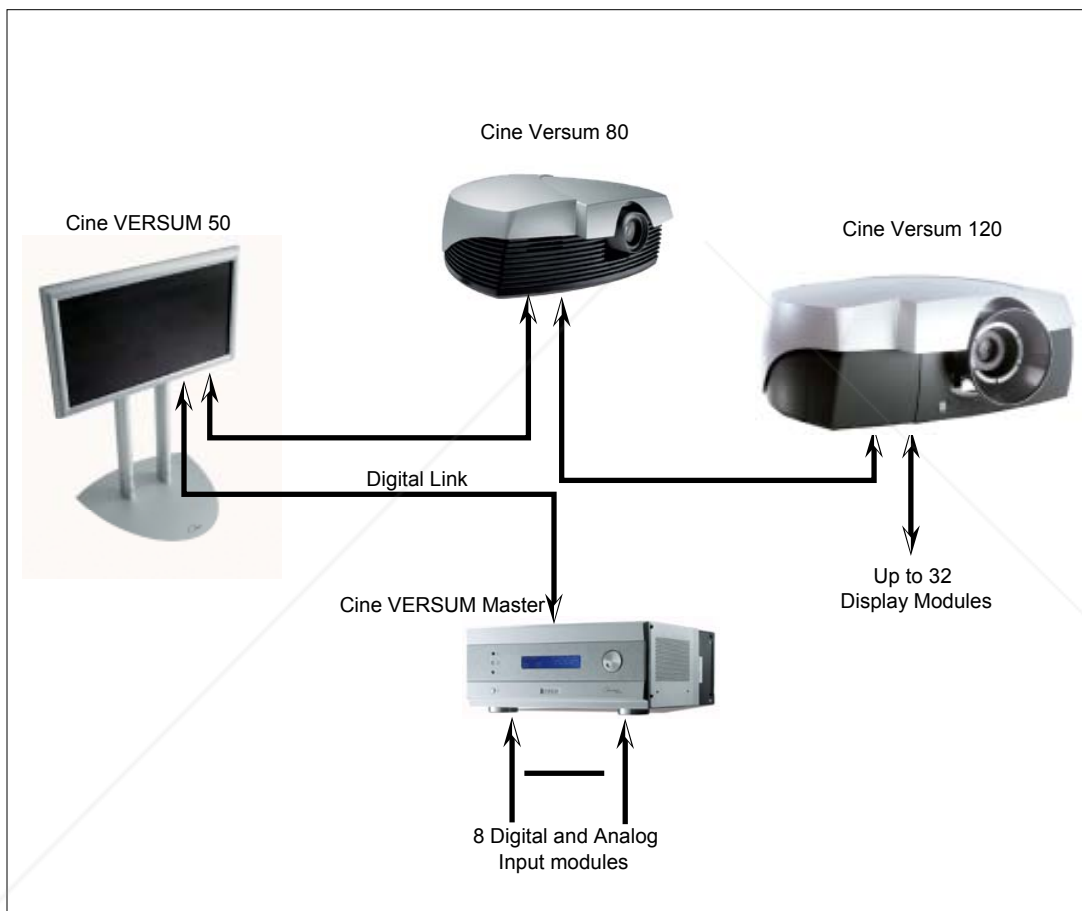 Cine Versum 80
Cine VERSUM 50
Cine Versum 120
Digital Link
Up to 32
Display Modules
Cine VERSUM Master
8 Digital and Analog
Input modules